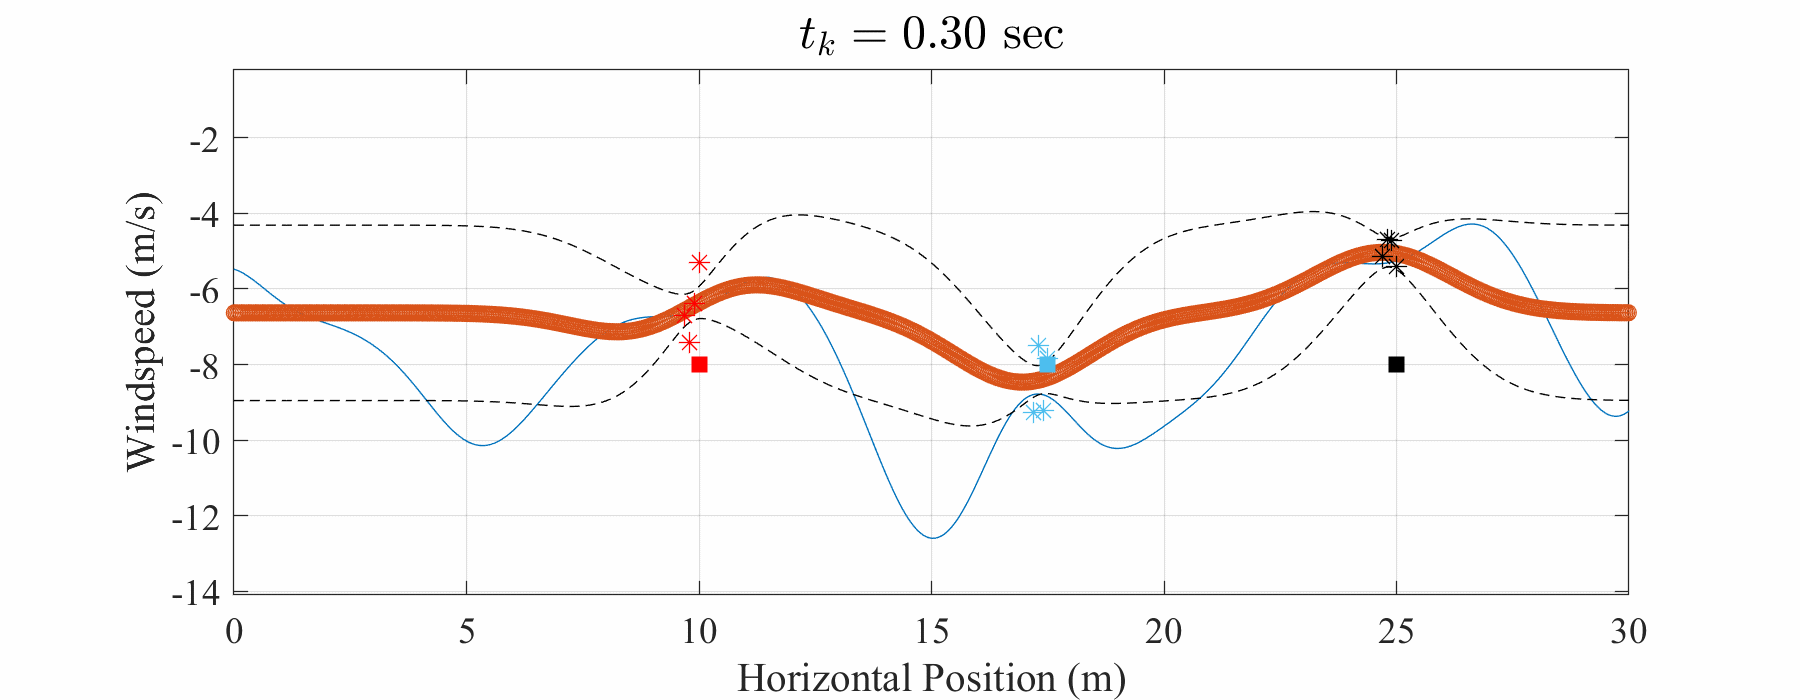 t_k = 0.30 sec
Windspeed (m/s)
-2
-4
-6
-8
-10
-12
-14
0 5 10 15 20 25 30
Horizontal Position (m)